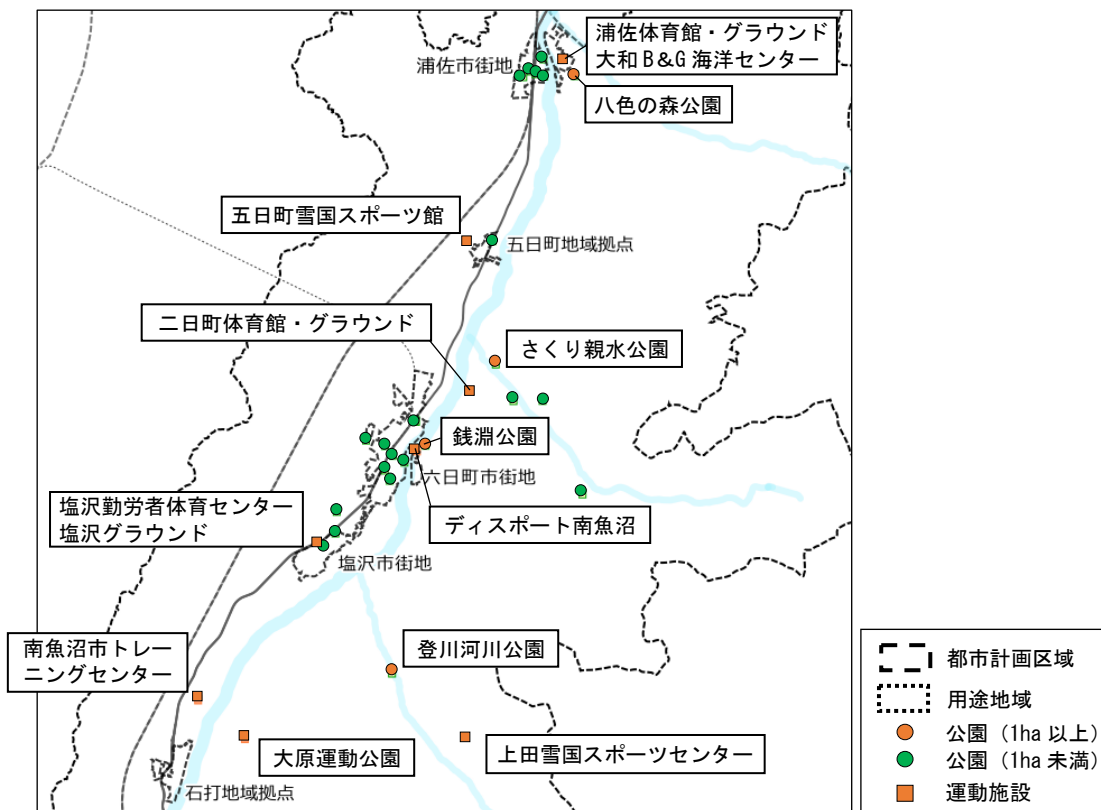 浦佐体育館・グラウンド
大和B&G海洋センター
浦佐市街地
八色の森公園
五日町雪国スポーツ館
五日町地域拠点
二日町体育館・グラウンド
さくり親水公園
銭淵公園
六日町市街地
塩沢勤労者体育センター
塩沢グラウンド
ディスポート南魚沼
塩沢市街地
南魚沼市トレー
ニングセンター
登川河川公園
大原運動公園
上田雪国スポーツセンター
石打地域拠点
都市計画区域
用途地域
公園（1ha 以上）
公園（1ha 未満）
運動施設